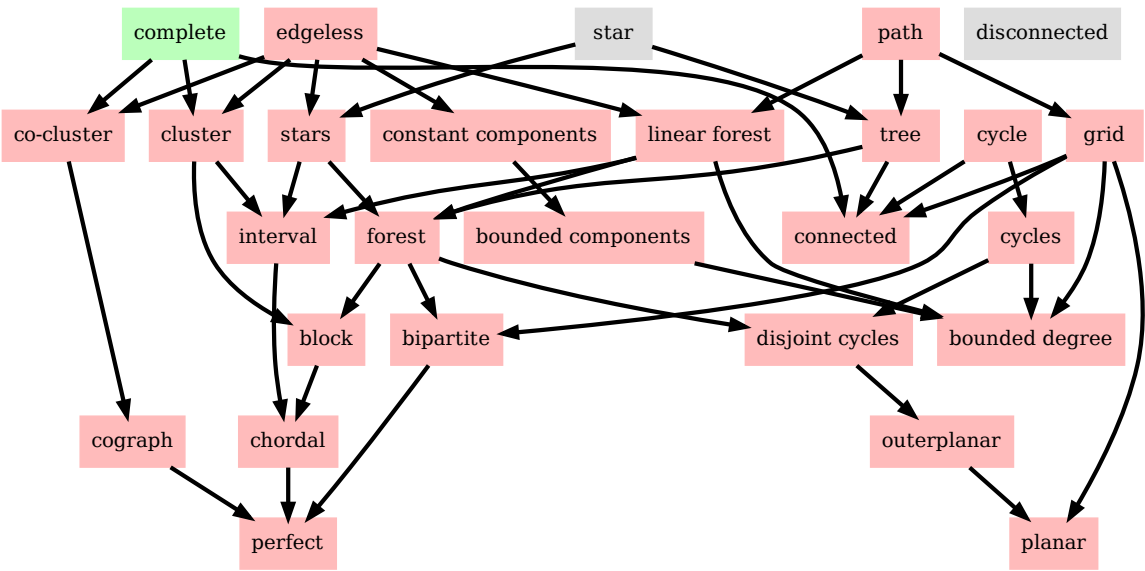 complete
edgeless
star
path
disconnected
co-cluster
cluster
stars
constant components
linear forest
tree
cycle
grid
interval
forest
bounded components
connected
cycles
block
bipartite
disjoint cycles
bounded degree
cograph
chordal
outerplanar
perfect
planar